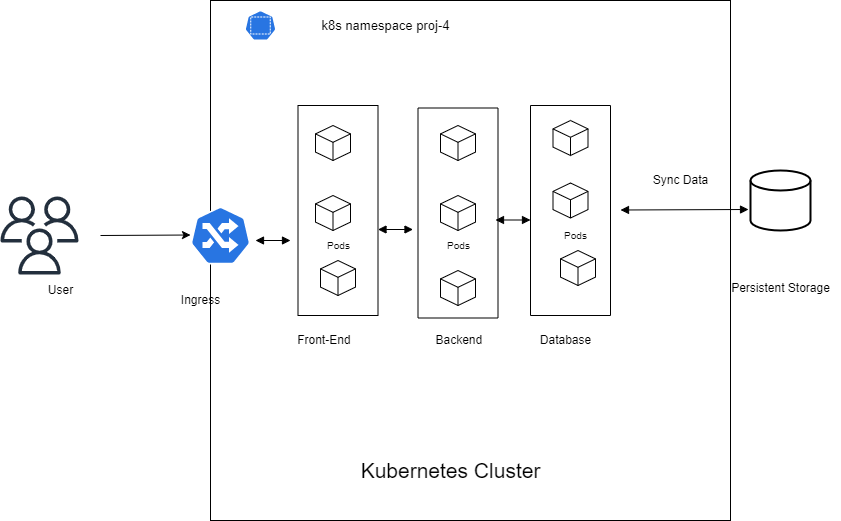 k8s namespace proj-4
Sync Data
Pods
Pods
Pods
User
Ingress
Persistent Storage
Front-End
Backend
Database
Kubernetes Cluster